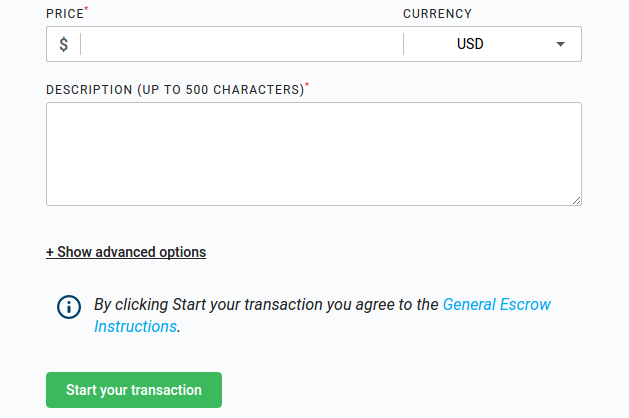 PRICE*
CURRENCY
$
USD
DESCRIPTION (UP TO 500 CHARACTERS)*
+ Show advanced options
By clicking Start your transaction you agree to the General Escrow
Instructions.
Start your transaction